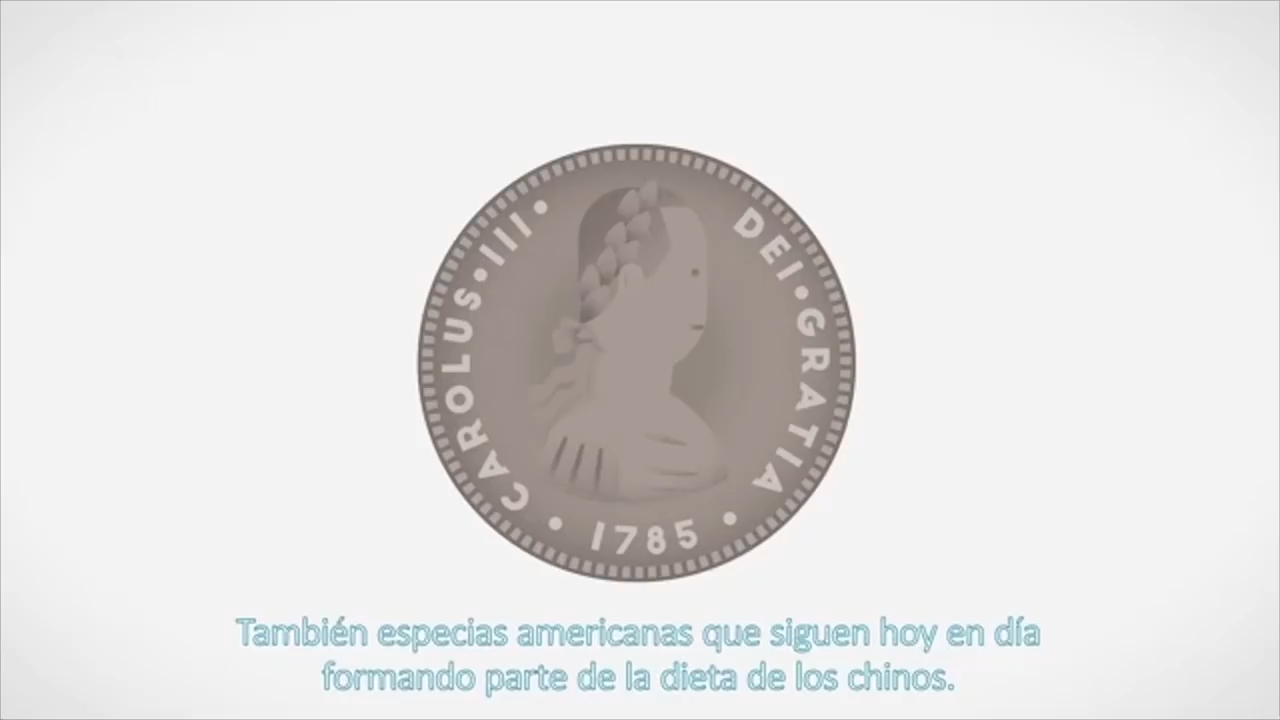 CAROLUS•III•
DEI•GRATIA
• 1785 •
También especias americanas que siguen hoy en día
formando parte de la dieta de los chinos.